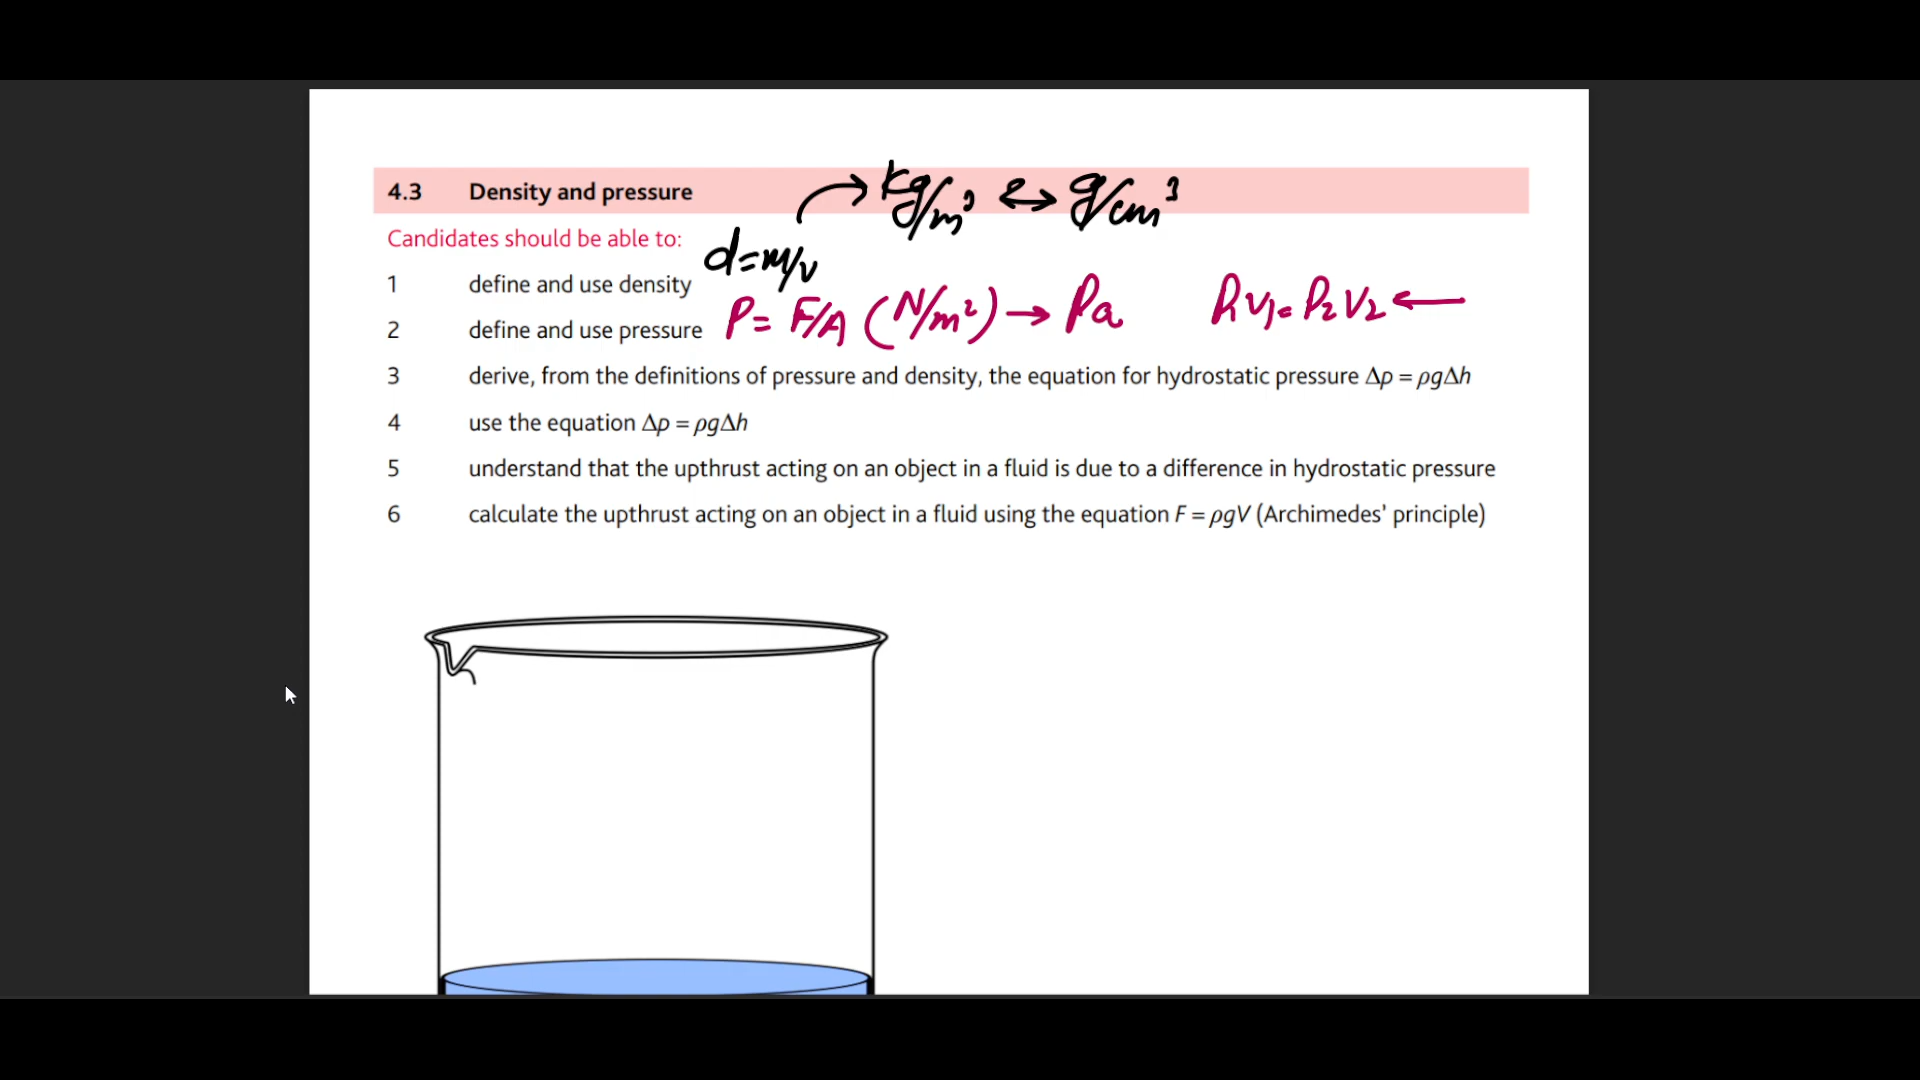 4.3 Density and pressure kg/m³ ↔ g/cm³
Candidates should be able to:
d=m/v
1 define and use density
2 define and use pressure P= F/A (N/m²) → Pa P₁V₁= P₂V₂ ←
3 derive, from the definitions of pressure and density, the equation for hydrostatic pressure Δp = ρgΔh
4 use the equation Δp = ρgΔh
5 understand that the upthrust acting on an object in a fluid is due to a difference in hydrostatic pressure
6 calculate the upthrust acting on an object in a fluid using the equation F = ρgV (Archimedes’ principle)